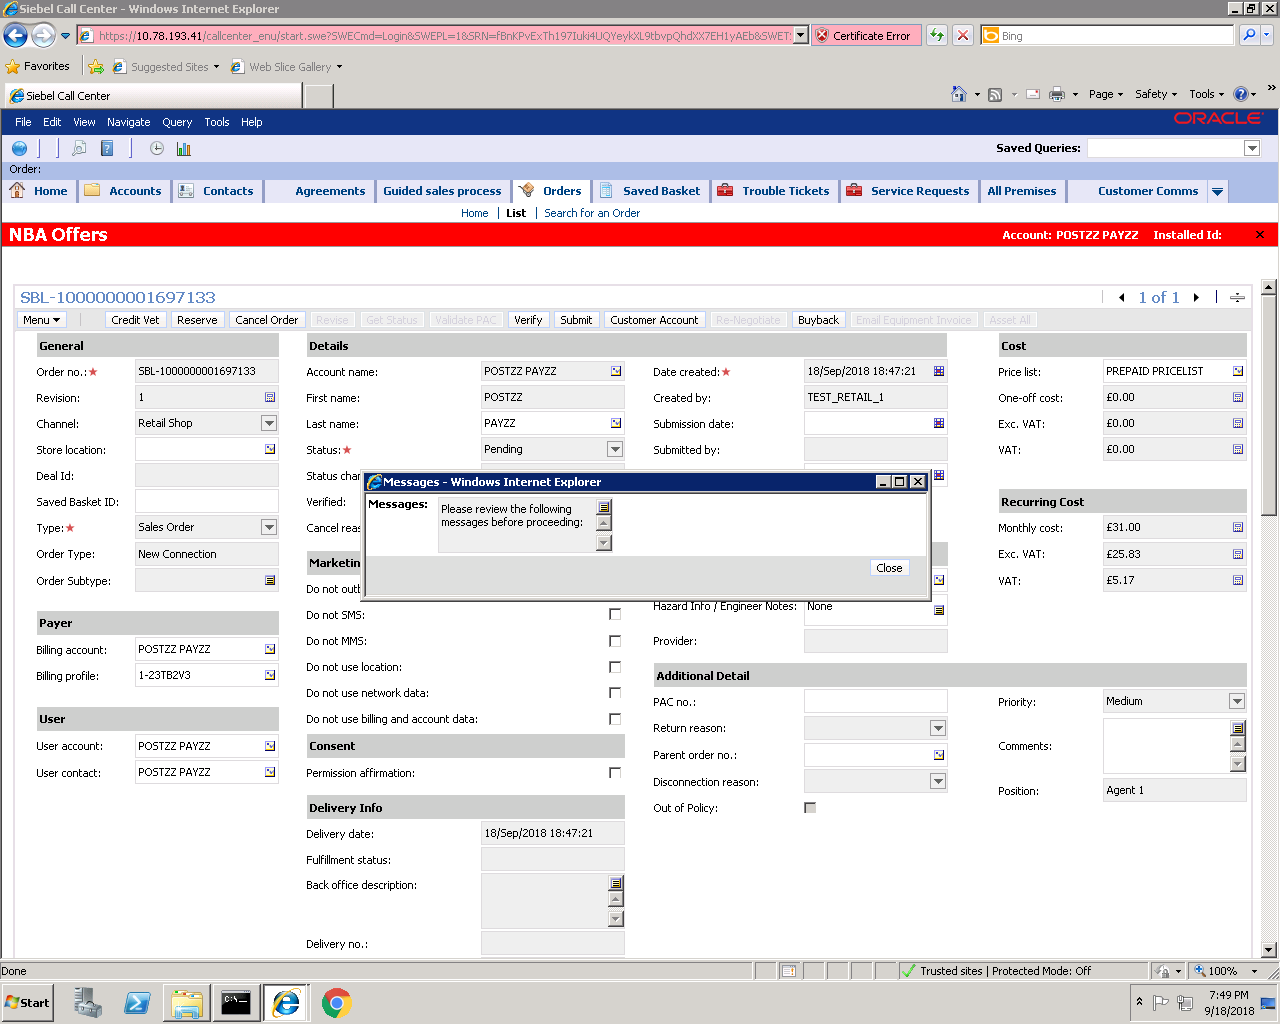 Siebel Call Center - Windows Internet Explorer
https://10.78.193.41/callcenter_enu/start.swe?SWECmd=Login&SWEPL=1&SRN=
Certificate Error
Bing
Favorites
Suggested Sites
Web Slice Gallery
Siebel Call Center
Page
Safety
Tools
File Edit View Navigate Query Tools Help
ORACLE
Saved Queries:
Order:
Home
Accounts
Contacts
Agreements
Guided sales process
Orders
Saved Basket
Trouble Tickets
Service Requests
All Premises
Customer Comms
Home | List | Search for an Order
NBA Offers
Account: POSTZZ PAYZZ Installed Id:
SBL-1000000001697133
1 of 1
Menu
Credit Vet
Reserve
Cancel Order
Revise
Get Status
Validate PAC
Verify
Submit
Customer Account
Re-Negotiate
Buyback
Email Equipment Invoice
Asset All
General
Order no.:★ SBL-1000000001697133
Revision: 1
Channel: Retail Shop
Store location:
Deal Id:
Saved Basket ID:
Type:★ Sales Order
Order Type: New Connection
Order Subtype:
Payer
Billing account: POSTZZ PAYZZ
Billing profile: 1-23TB2V3
User
User account: POSTZZ PAYZZ
User contact: POSTZZ PAYZZ
Details
Account name: POSTZZ PAYZZ
First name: POSTZZ
Last name: PAYZZ
Status:★ Pending
Status char
Verified:
Cancel reas
Date created:★ 18/Sep/2018 18:47:21
Created by: TEST_RETAIL_1
Submission date:
Submitted by:
Messages - Windows Internet Explorer
Messages:
Please review the following
messages before proceeding:
Close
Marketin
Do not outb
Do not SMS:
Do not MMS:
Do not use location:
Do not use network data:
Do not use billing and account data:
Consent
Permission affirmation:
Delivery Info
Delivery date: 18/Sep/2018 18:47:21
Fulfillment status:
Back office description:
Delivery no.:
Hazard Info / Engineer Notes: None
Provider:
Additional Detail
PAC no.:
Return reason:
Parent order no.:
Disconnection reason:
Out of Policy:
Priority: Medium
Comments:
Position: Agent 1
Cost
Price list: PREPAID PRICELIST
One-off cost: £0.00
Exc. VAT: £0.00
VAT: £0.00
Recurring Cost
Monthly cost: £31.00
Exc. VAT: £25.83
VAT: £5.17
Done
Trusted sites | Protected Mode: Off
100%
Start
C:\
7:49 PM
9/18/2018